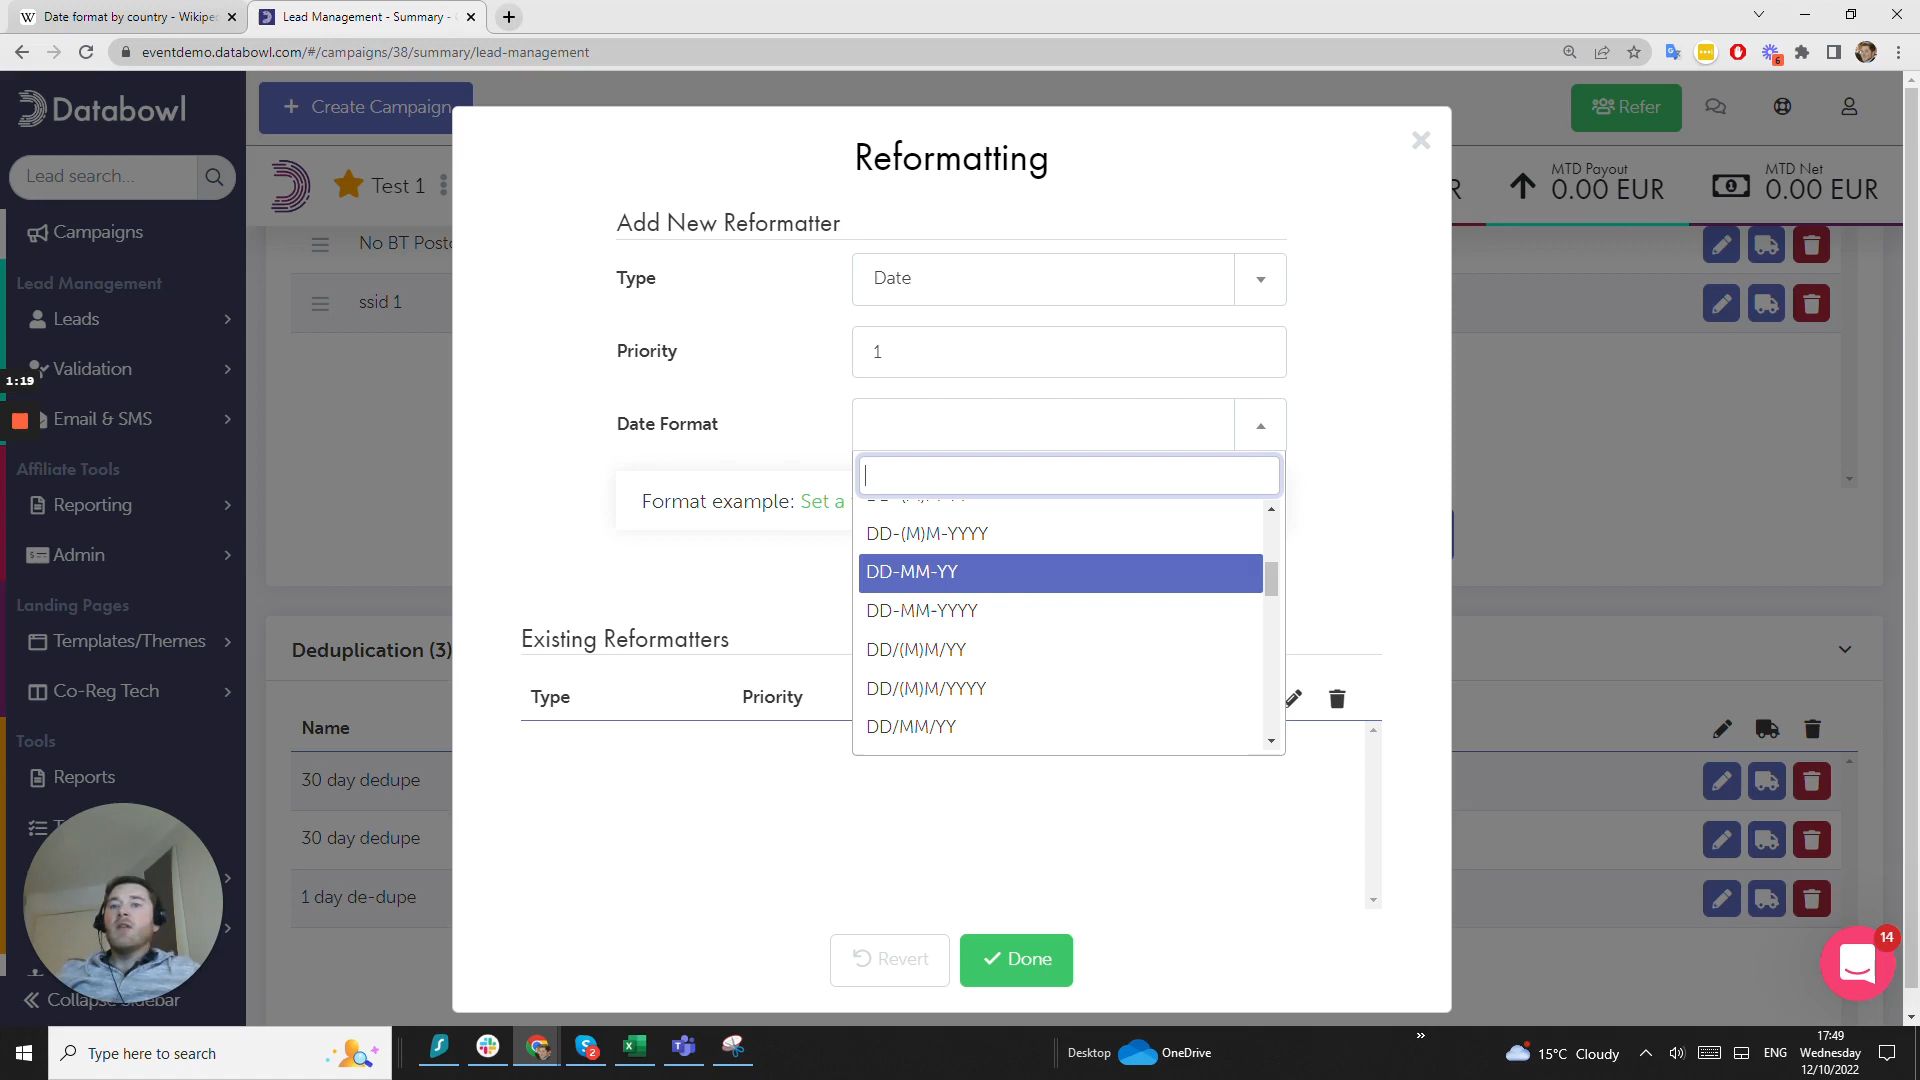 Date format by country - Wikipe
Lead Management - Summary -
eventdemo.databowl.com/#/campaigns/38/summary/lead-management
6
Databowl
+ Create Campaign
Refer
Lead search...
Test 1
MTD Payout
0.00 EUR
MTD Net
0.00 EUR
Campaigns
Lead Management
Leads
Validation
1:19
Email & SMS
Affiliate Tools
Reporting
Admin
Landing Pages
Templates/Themes
Co-Reg Tech
Tools
Reports
Collapse Sidebar
No BT Postc
ssid 1
Deduplication (3)
Name
30 day dedupe
30 day dedupe
1 day de-dupe
Reformatting
Add New Reformatter
Type
Date
Priority
1
Date Format
Format example: Set a
DD-(M)M-YYYY
DD-MM-YY
DD-MM-YYYY
DD/(M)M/YY
DD/(M)M/YYYY
DD/MM/YY
Existing Reformatters
Type
Priority
Revert
Done
14
Type here to search
2
Desktop
OneDrive
15°C Cloudy
ENG
17:49
Wednesday
12/10/2022